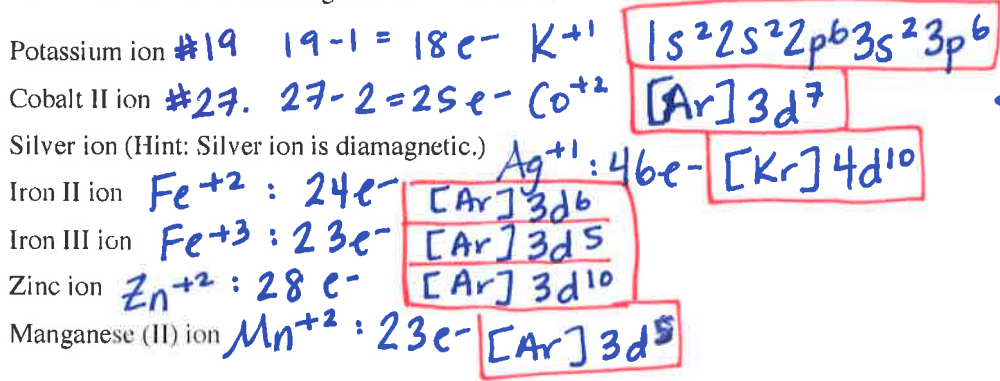 Potassium ion #19 19-1 = 18e- K+1 1s²2s²2p⁶3s²3p⁶
Cobalt II ion #27. 27-2=25e- Co+2 [Ar]3d⁷
Silver ion (Hint: Silver ion is diamagnetic.) Ag+1 : 46e- [Kr]4d¹⁰
Iron II ion Fe+2 : 24e- [Ar]3d6
Iron III ion Fe+3 : 23e- [Ar]3d5
Zinc ion Zn+2 : 28 e- [Ar] 3d10
Manganese (II) ion Mn+2 : 23e- [Ar]3d⁵